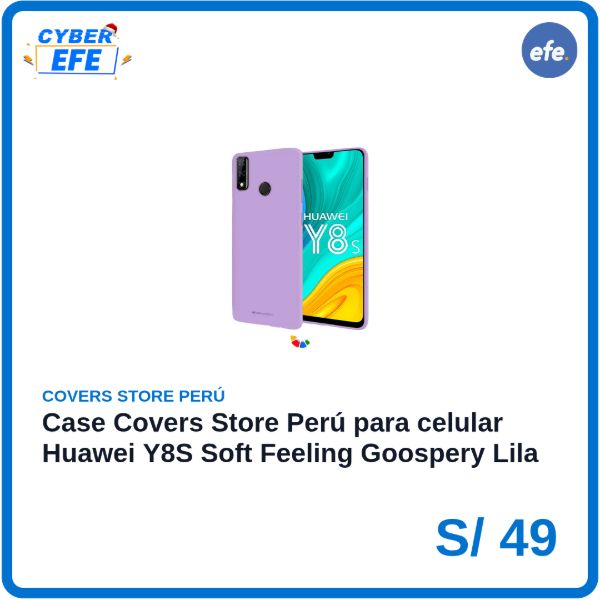 CYBER
EFE
efe.
HUAWEI
Y8s
COVERS STORE PERÚ
Case Covers Store Perú para celular
Huawei Y8S Soft Feeling Goospery Lila
S/ 49